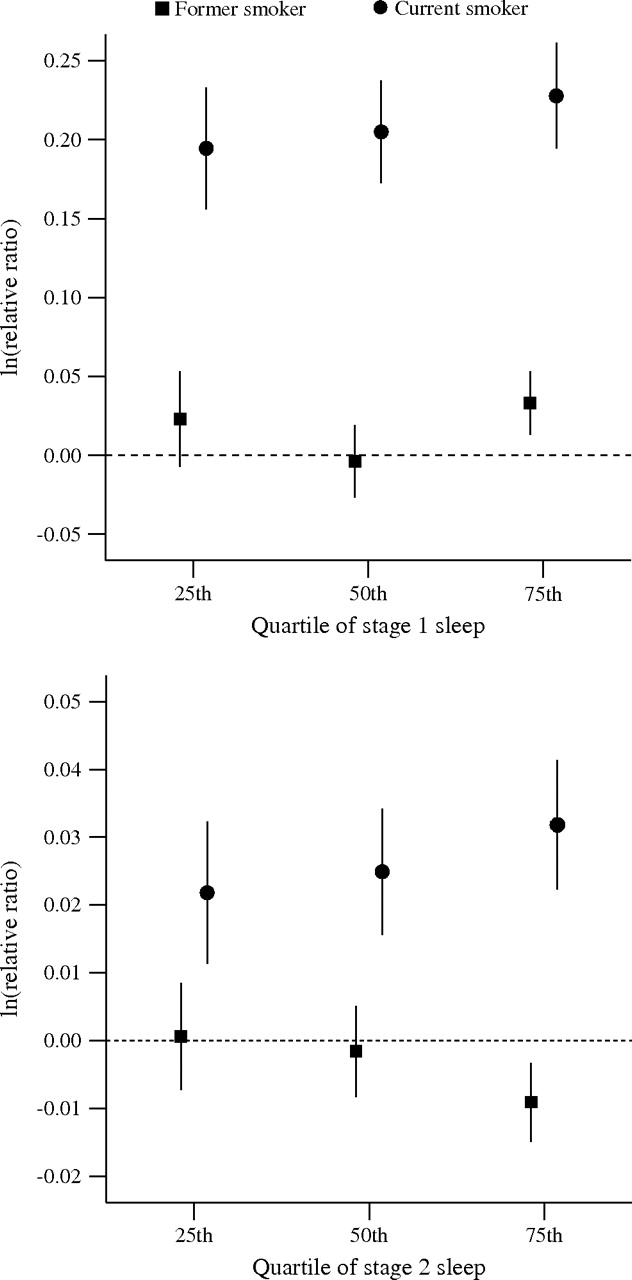 Former smoker Current smoker
0.25
0.20
0.15
0.10
0.05
0.00
-0.05
ln(relative ratio)
25th 50th 75th
Quartile of stage 1 sleep
0.05
0.04
0.03
0.02
0.01
0.00
-0.01
-0.02
ln(relative ratio)
25th 50th 75th
Quartile of stage 2 sleep